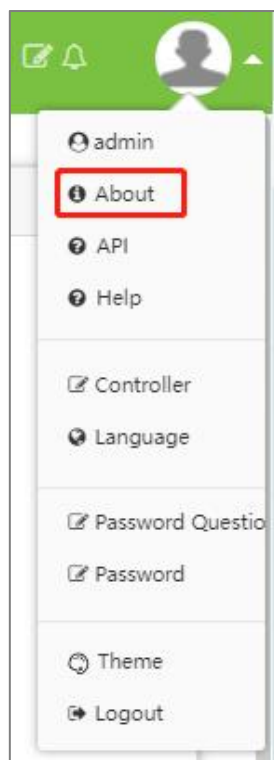 admin
About
API
Help
Controller
Language
Password Questio
Password
Theme
Logout